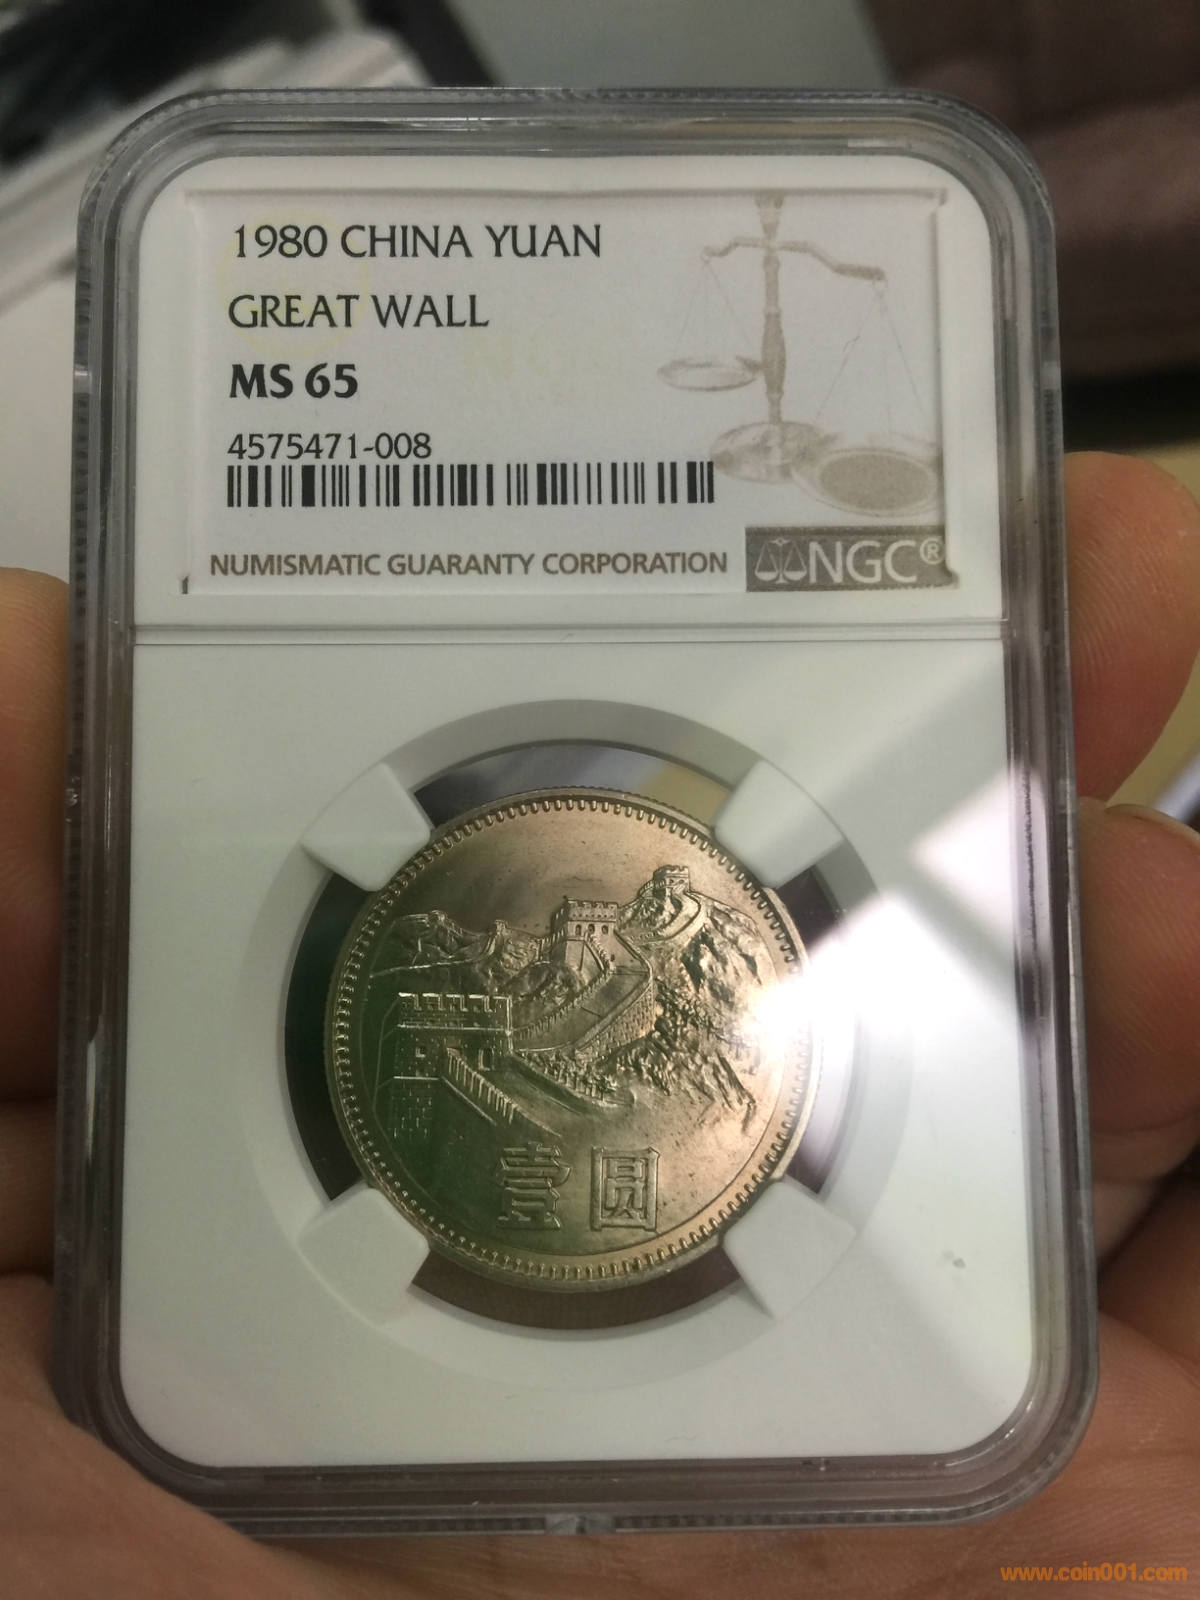 1980 CHINA YUAN
GREAT WALL
MS 65
4575471-008
NUMISMATIC GUARANTY CORPORATION
NGC®
壹圆
www.coin001.com